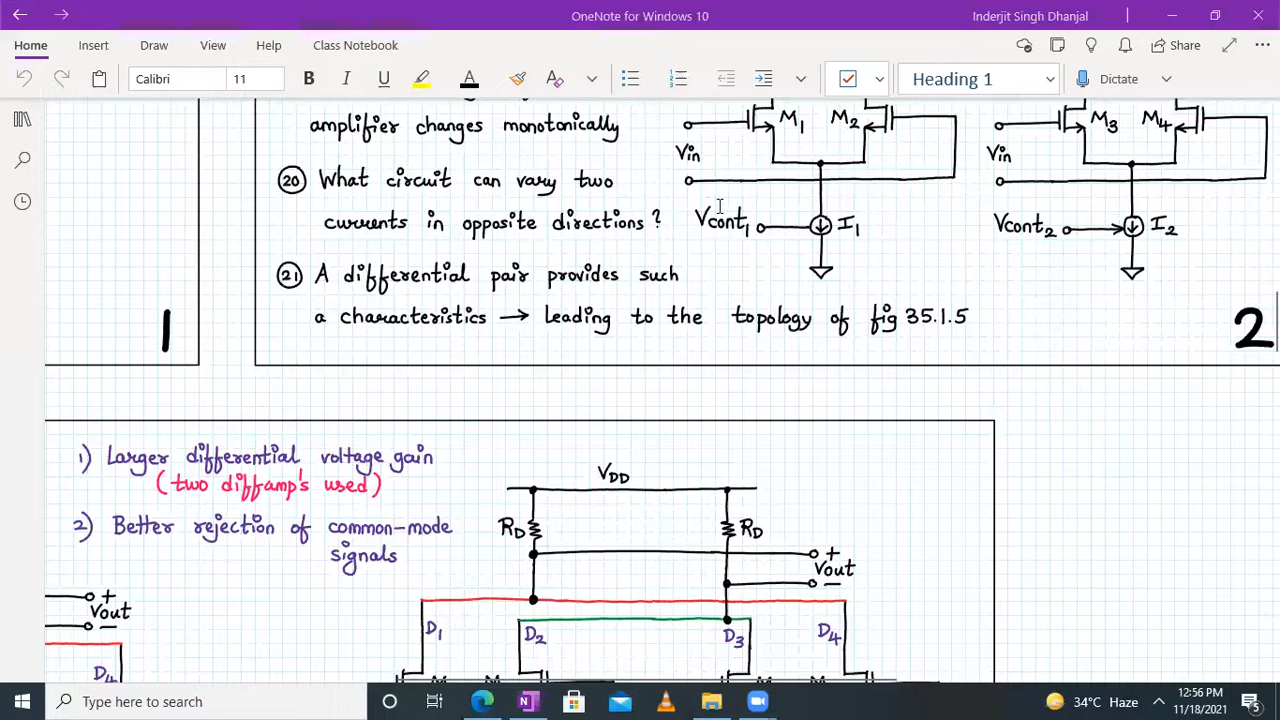 OneNote for Windows 10
Inderjit Singh Dhanjal
Home
Insert
Draw
View
Help
Class Notebook
Share
Calibri
11
B
I
U
A
Heading 1
Dictate
amplifier changes monotonically
20 What circuit can vary two
currents in opposite directions?
21 A differential pair provides such
a characteristics → leading to the topology of fig 35.1.5
M1
M2
Vin
Vcont1
I1
M3
M4
Vin
Vcont2
I2
1
2
1) Larger differential voltage gain
(two diffamp's used)
2) Better rejection of common-mode
signals
+
Vout
-
D4
VDD
RD
RD
+
Vout
-
D1
D2
D3
D4
Type here to search
34°C Haze
12:56 PM
11/18/2021
5